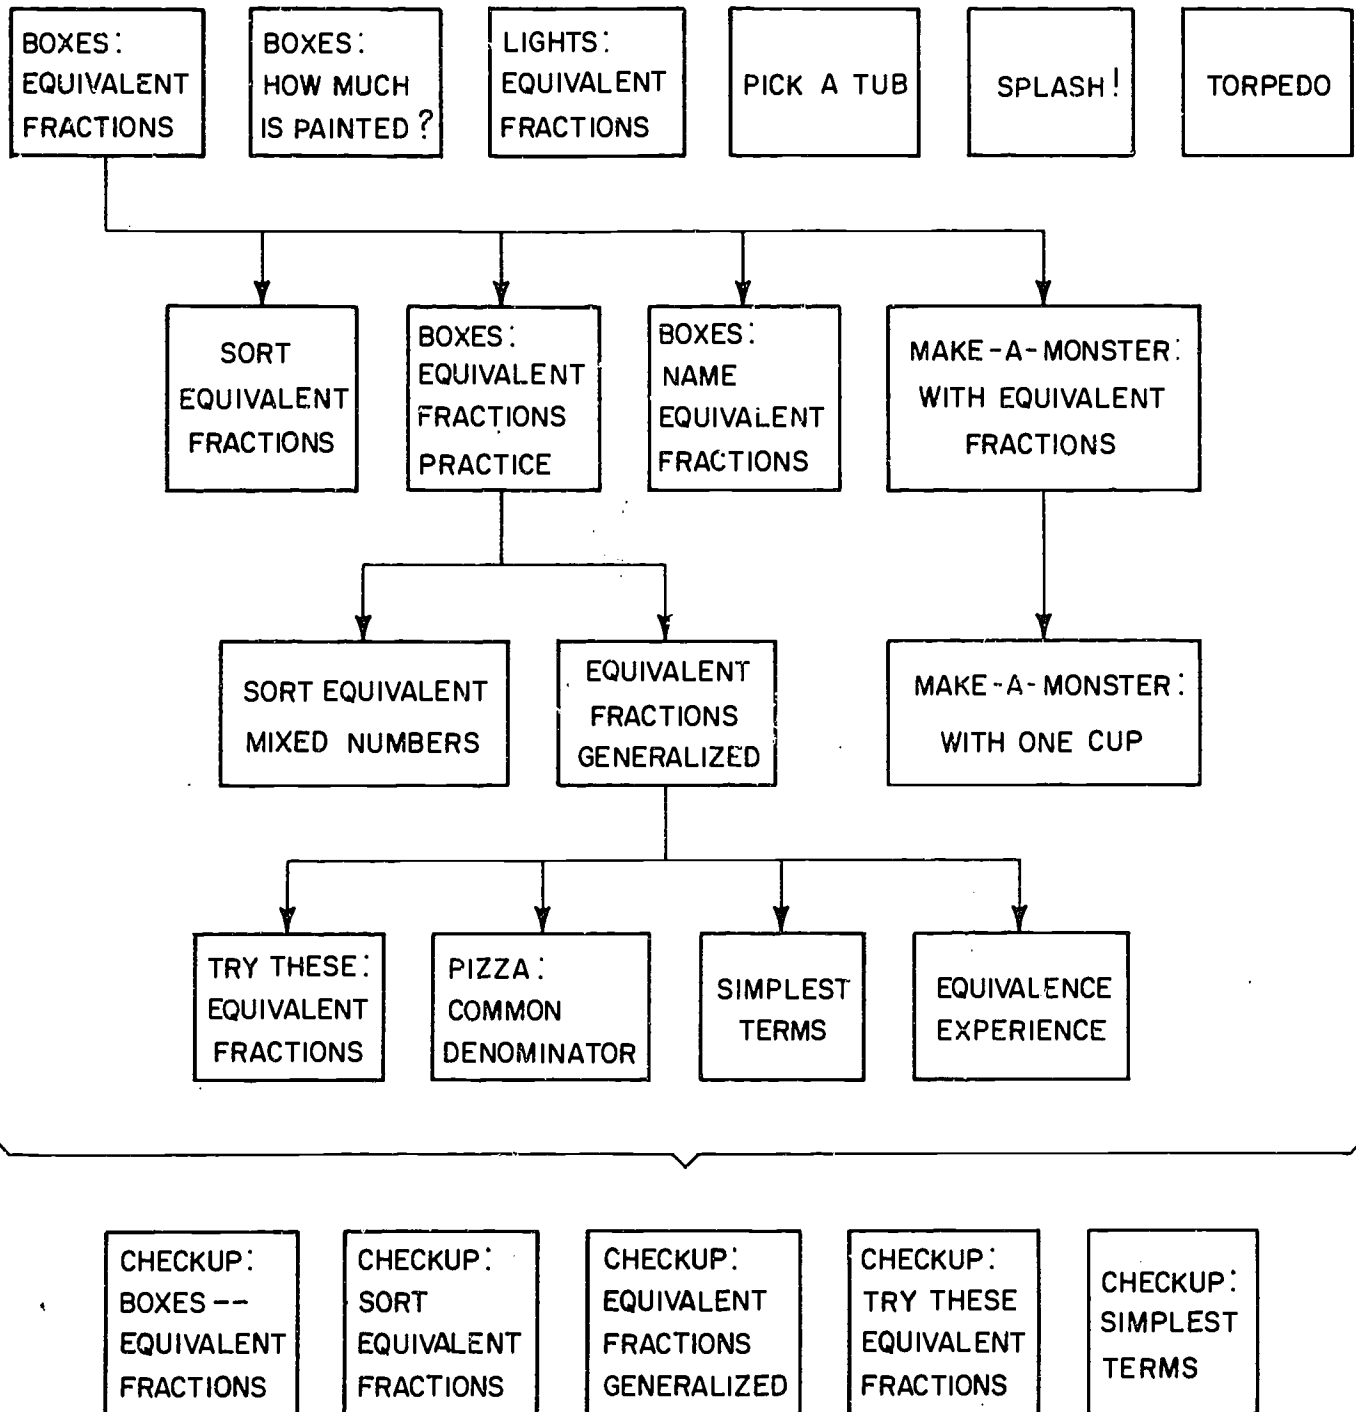 BOXES:
EQUIVALENT
FRACTIONS
BOXES:
HOW MUCH
IS PAINTED?
LIGHTS:
EQUIVALENT
FRACTIONS
PICK A TUB
SPLASH!
TORPEDO
SORT
EQUIVALENT
FRACTIONS
BOXES:
EQUIVALENT
FRACTIONS
PRACTICE
BOXES:
NAME
EQUIVALENT
FRACTIONS
MAKE-A-MONSTER:
WITH EQUIVALENT
FRACTIONS
SORT EQUIVALENT
MIXED NUMBERS
EQUIVALENT
FRACTIONS
GENERALIZED
MAKE-A-MONSTER:
WITH ONE CUP
TRY THESE:
EQUIVALENT
FRACTIONS
PIZZA:
COMMON
DENOMINATOR
SIMPLEST
TERMS
EQUIVALENCE
EXPERIENCE
CHECKUP:
BOXES--
EQUIVALENT
FRACTIONS
CHECKUP:
SORT
EQUIVALENT
FRACTIONS
CHECKUP:
EQUIVALENT
FRACTIONS
GENERALIZED
CHECKUP:
TRY THESE
EQUIVALENT
FRACTIONS
CHECKUP:
SIMPLEST
TERMS